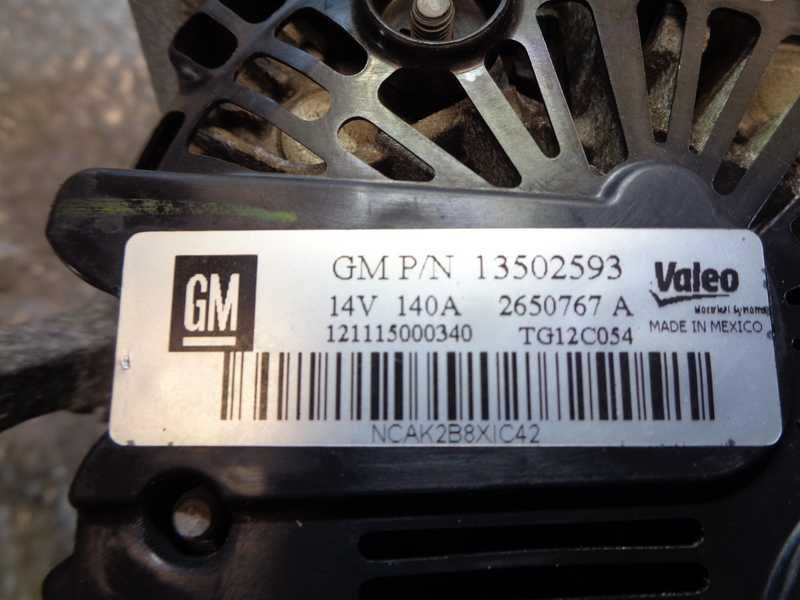 GM
GM P/N 13502593
14V 140A 2650767 A
121115000340 TG12C054
NCAK2B8XIC42
Valeo
MADE IN MEXICO